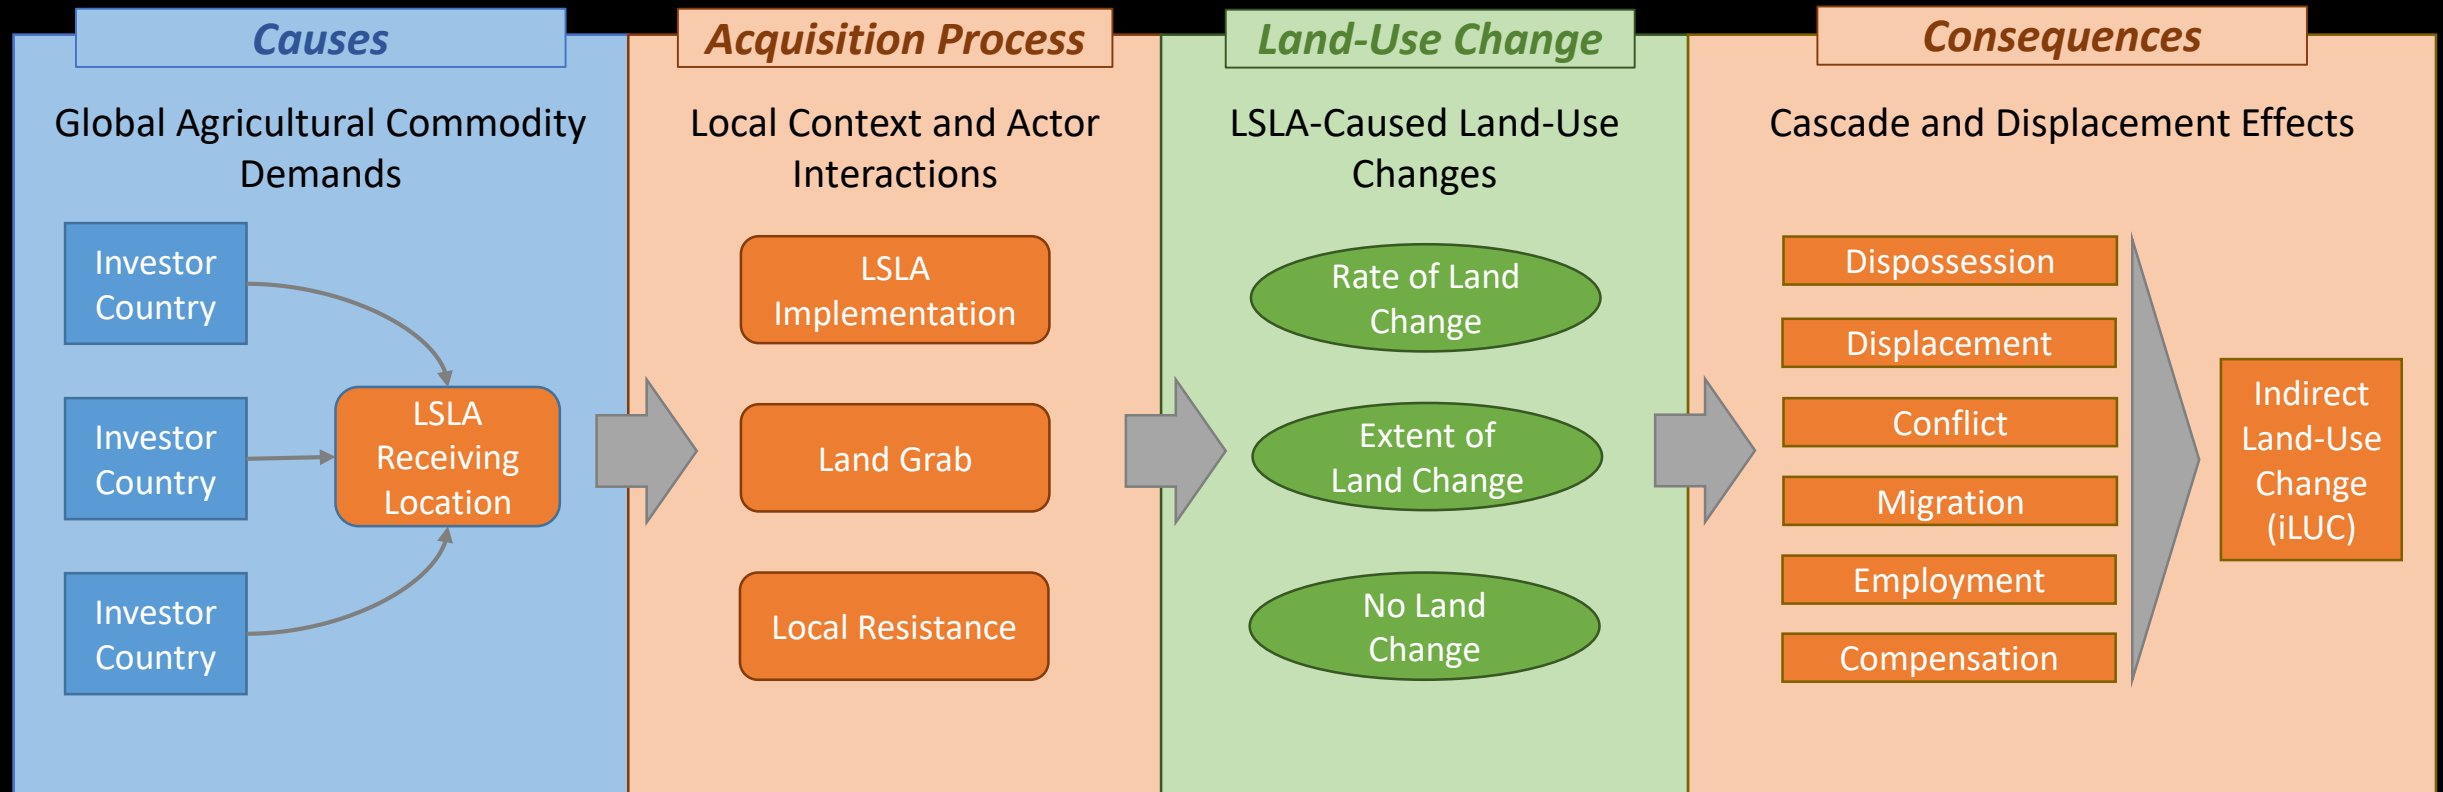 Causes
Global Agricultural Commodity
Demands
Investor
Country
Investor
Country
Investor
Country
LSLA
Receiving
Location
Acquisition Process
Local Context and Actor
Interactions
LSLA
Implementation
Land Grab
Local Resistance
Land-Use Change
LSLA-Caused Land-Use
Changes
Rate of Land
Change
Extent of
Land Change
No Land
Change
Consequences
Cascade and Displacement Effects
Dispossession
Displacement
Conflict
Migration
Employment
Compensation
Indirect
Land-Use
Change
(iLUC)